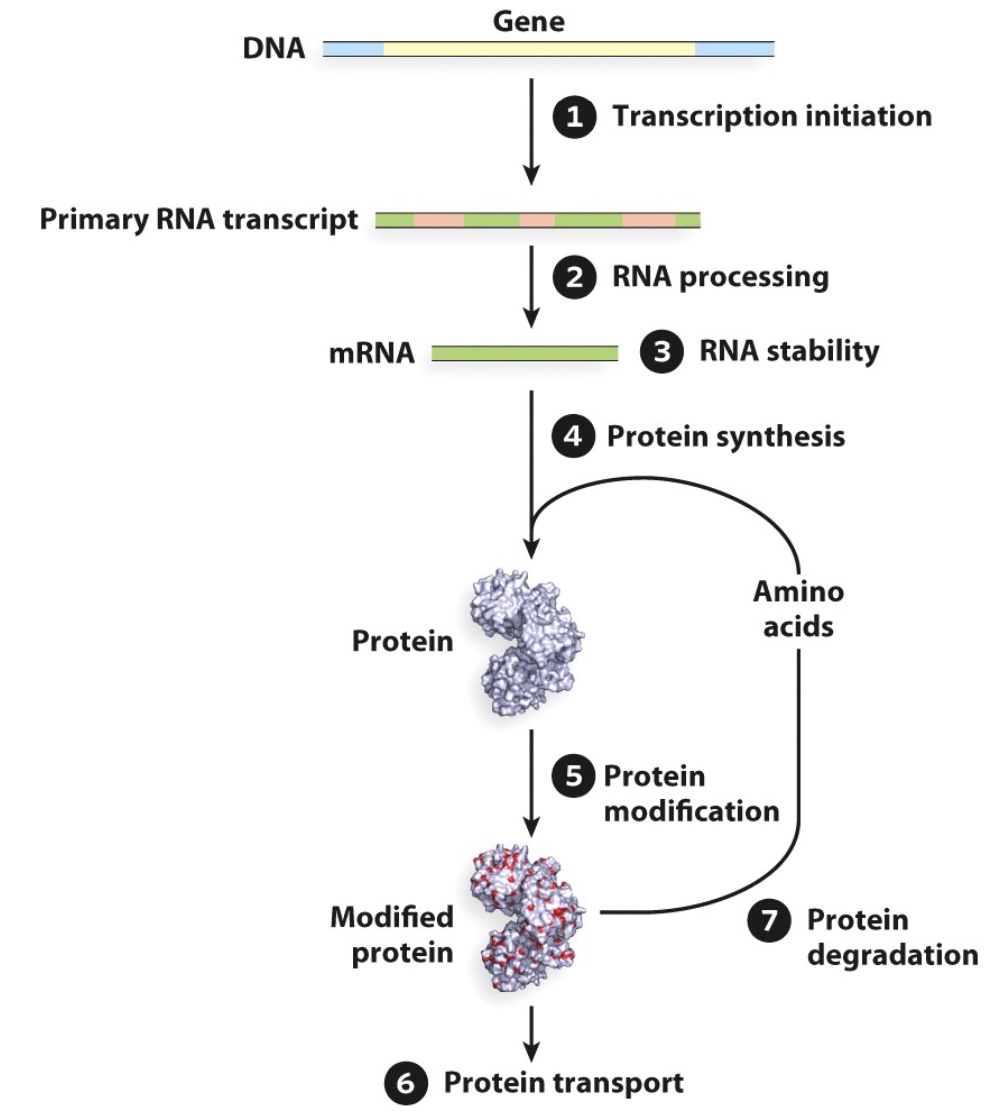 Gene
DNA
1 Transcription initiation
Primary RNA transcript
2 RNA processing
mRNA
3 RNA stability
4 Protein synthesis
Amino
acids
Protein
5 Protein
modification
Modified
protein
7 Protein
degradation
6 Protein transport